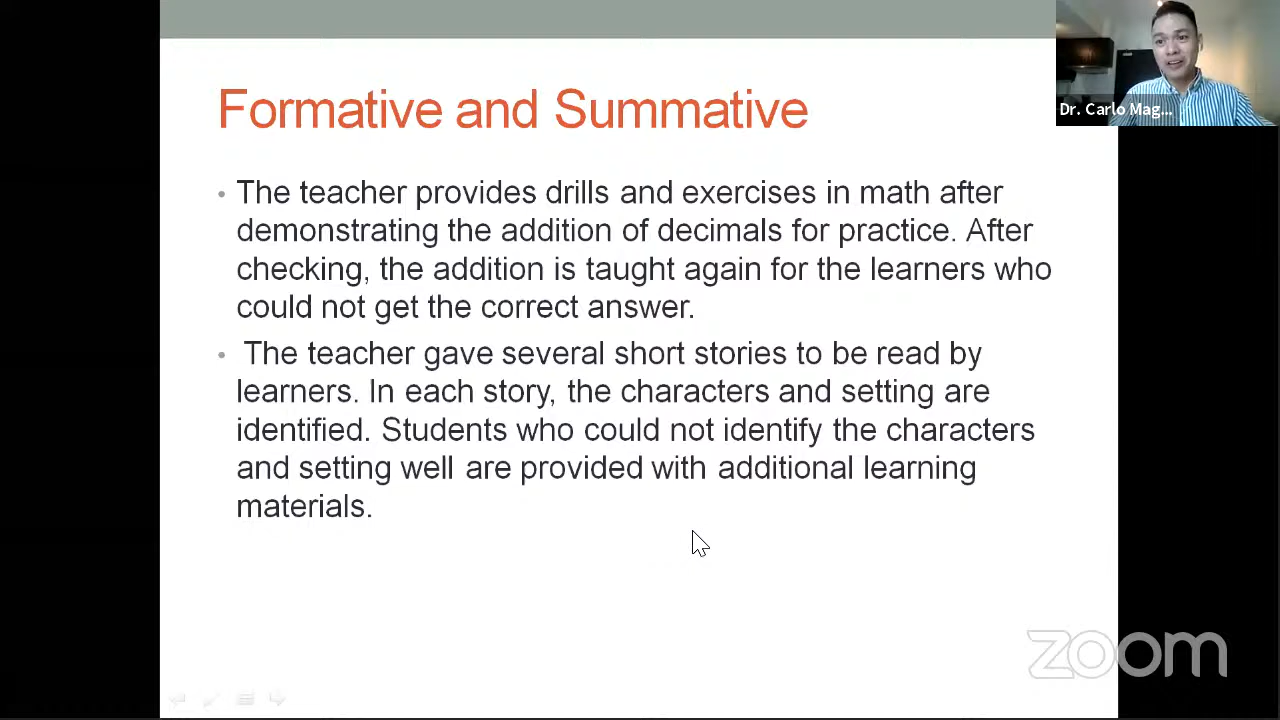 Formative and Summative
• The teacher provides drills and exercises in math after
demonstrating the addition of decimals for practice. After
checking, the addition is taught again for the learners who
could not get the correct answer.
• The teacher gave several short stories to be read by
learners. In each story, the characters and setting are
identified. Students who could not identify the characters
and setting well are provided with additional learning
materials.
Dr. Carlo Mag...
zoom